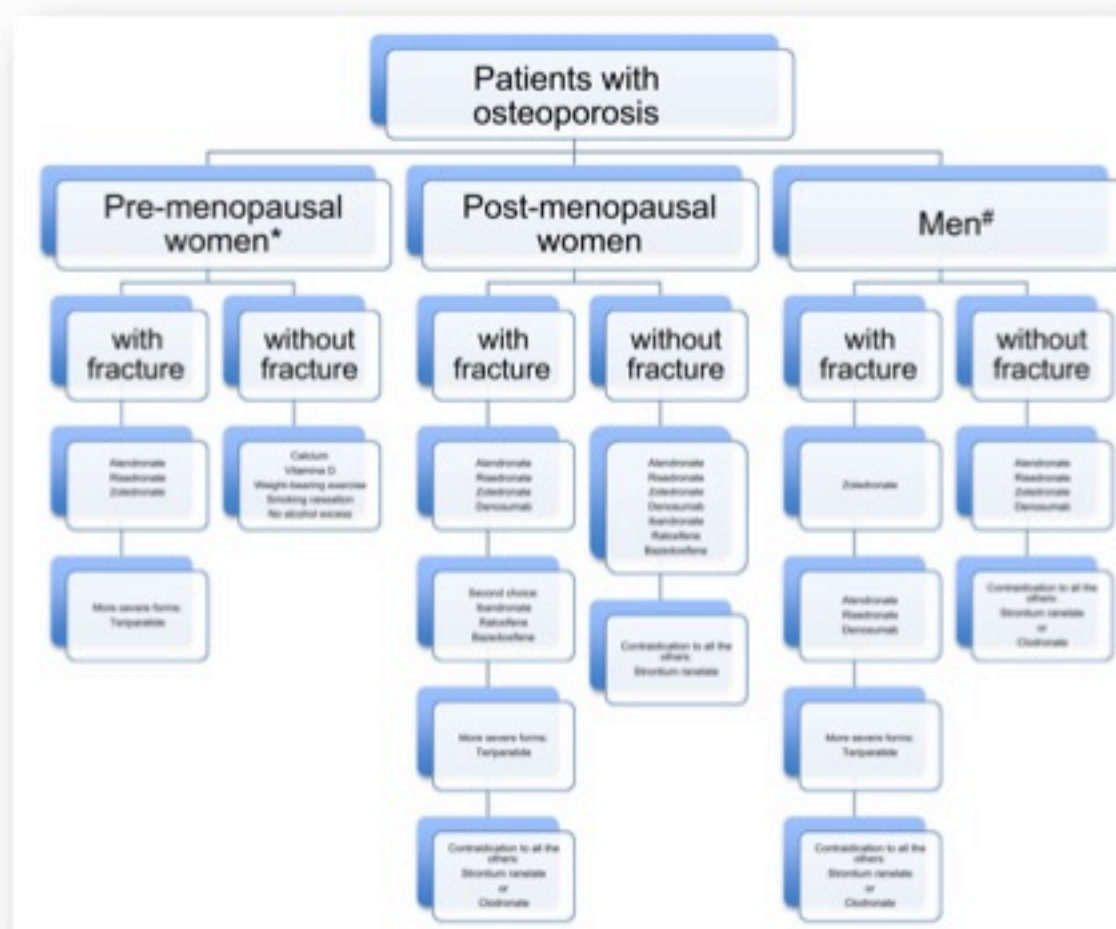 Patients with
osteoporosis
Pre-menopausal
women*
with
fracture
Alendronate
Risedronate
Zoledronate
More severe forms:
Teriparatide
without
fracture
Calcium
Vitamina D
Weight-bearing exercise
Smoking cessation
No alcohol excess
Post-menopausal
women
with
fracture
Alendronate
Risedronate
Zoledronate
Denosumab
Second choice:
Ibandronate
Raloxifene
Bazedoxifene
More severe forms:
Teriparatide
Contraidication to all the
others:
Strontium ranelate
or
Clodronate
without
fracture
Alendronate
Risedronate
Zoledronate
Denosumab
Ibandronate
Raloxifene
Bazedoxifene
Contraidication to all the
others:
Strontium ranelate
Men#
with
fracture
Zoledronate
Alendronate
Risedronate
Denosumab
More severe forms:
Teriparatide
Contraidication to all the
others:
Strontium ranelate
or
Clodronate
without
fracture
Alendronate
Risedronate
Zoledronate
Denosumab
Contraidication to all the
others:
Strontium ranelate
or
Clodronate